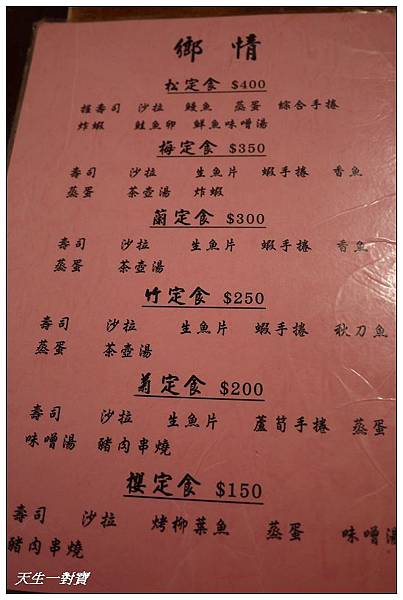 鄉情
松定食 $400
握壽司 沙拉 鰻魚 蒸蛋 綜合手捲
炸蝦 鮭魚卵 鮮魚味噌湯
梅定食 $350
壽司 沙拉 生魚片 蝦手捲 香魚
蒸蛋 茶壺湯 炸蝦
蘭定食 $300
壽司 沙拉 生魚片 蝦手捲 香魚
蒸蛋 茶壺湯
竹定食 $250
壽司 沙拉 生魚片 蝦手捲 秋刀魚
蒸蛋 茶壺湯
菊定食 $200
壽司 沙拉 生魚片 蘆筍手捲 蒸蛋
味噌湯 豬肉串燒
櫻定食 $150
壽司 沙拉 烤柳葉魚 蒸蛋 味噌湯
豬肉串燒
天生一對寶